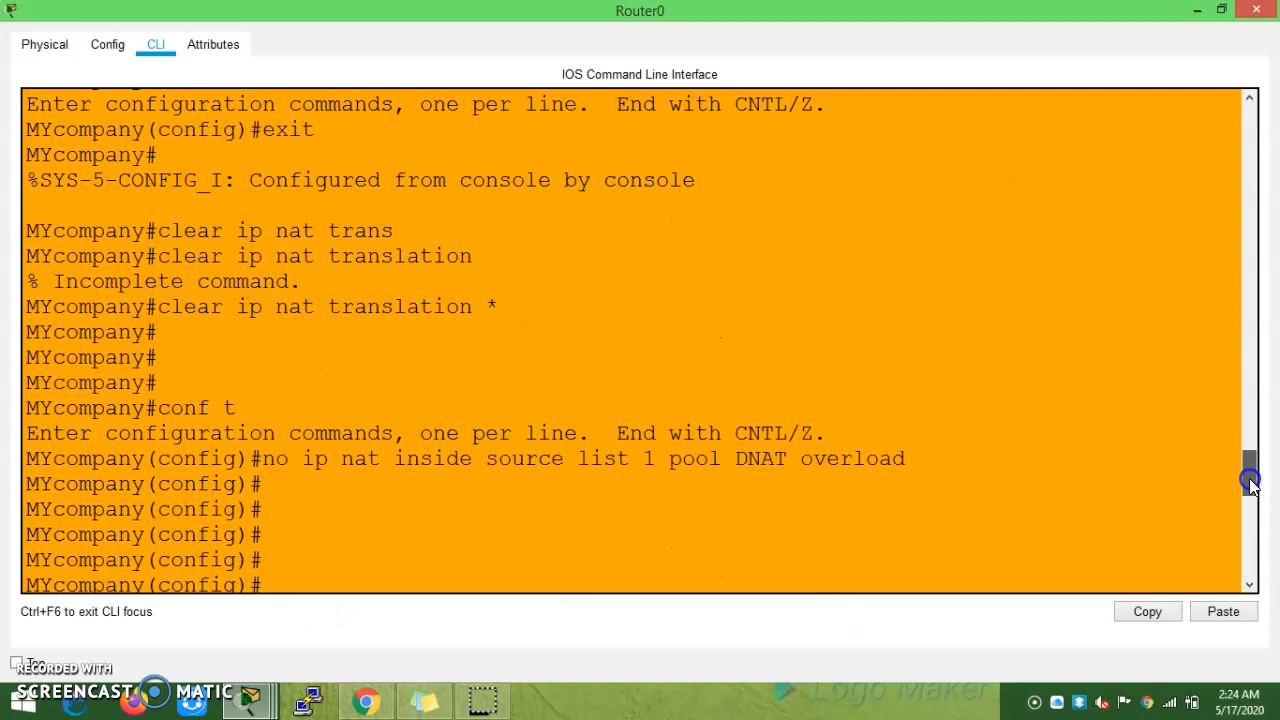 Router0
Physical Config CLI Attributes
IOS Command Line Interface
Enter configuration commands, one per line.  End with CNTL/Z.
MYcompany(config)#exit
MYcompany#
%SYS-5-CONFIG_I: Configured from console by console
MYcompany#clear ip nat trans
MYcompany#clear ip nat translation
% Incomplete command.
MYcompany#clear ip nat translation *
MYcompany#
MYcompany#
MYcompany#
MYcompany#conf t
Enter configuration commands, one per line.  End with CNTL/Z.
MYcompany(config)#no ip nat inside source list 1 pool DNAT overload
MYcompany(config)#
MYcompany(config)#
MYcompany(config)#
MYcompany(config)#
MYcompany(config)#
Ctrl+F6 to exit CLI focus
Copy Paste
Top
RECORDED WITH
SCREENCAST MATIC
Logo Maker
2:24 AM
5/17/2020